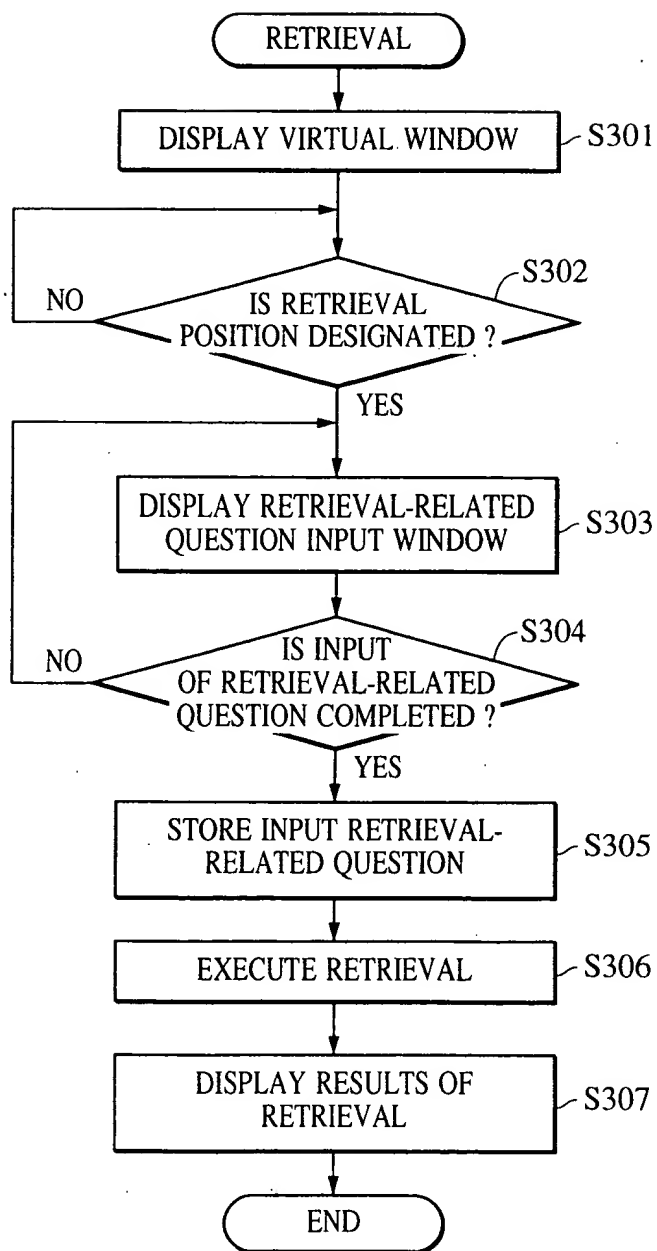 RETRIEVAL
DISPLAY VIRTUAL WINDOW
S301
S302
IS RETRIEVAL
POSITION DESIGNATED ?
NO
YES
DISPLAY RETRIEVAL-RELATED
QUESTION INPUT WINDOW
S303
S304
IS INPUT
OF RETRIEVAL-RELATED
QUESTION COMPLETED ?
NO
YES
STORE INPUT RETRIEVAL-
RELATED QUESTION
S305
EXECUTE RETRIEVAL
S306
DISPLAY RESULTS OF
RETRIEVAL
S307
END